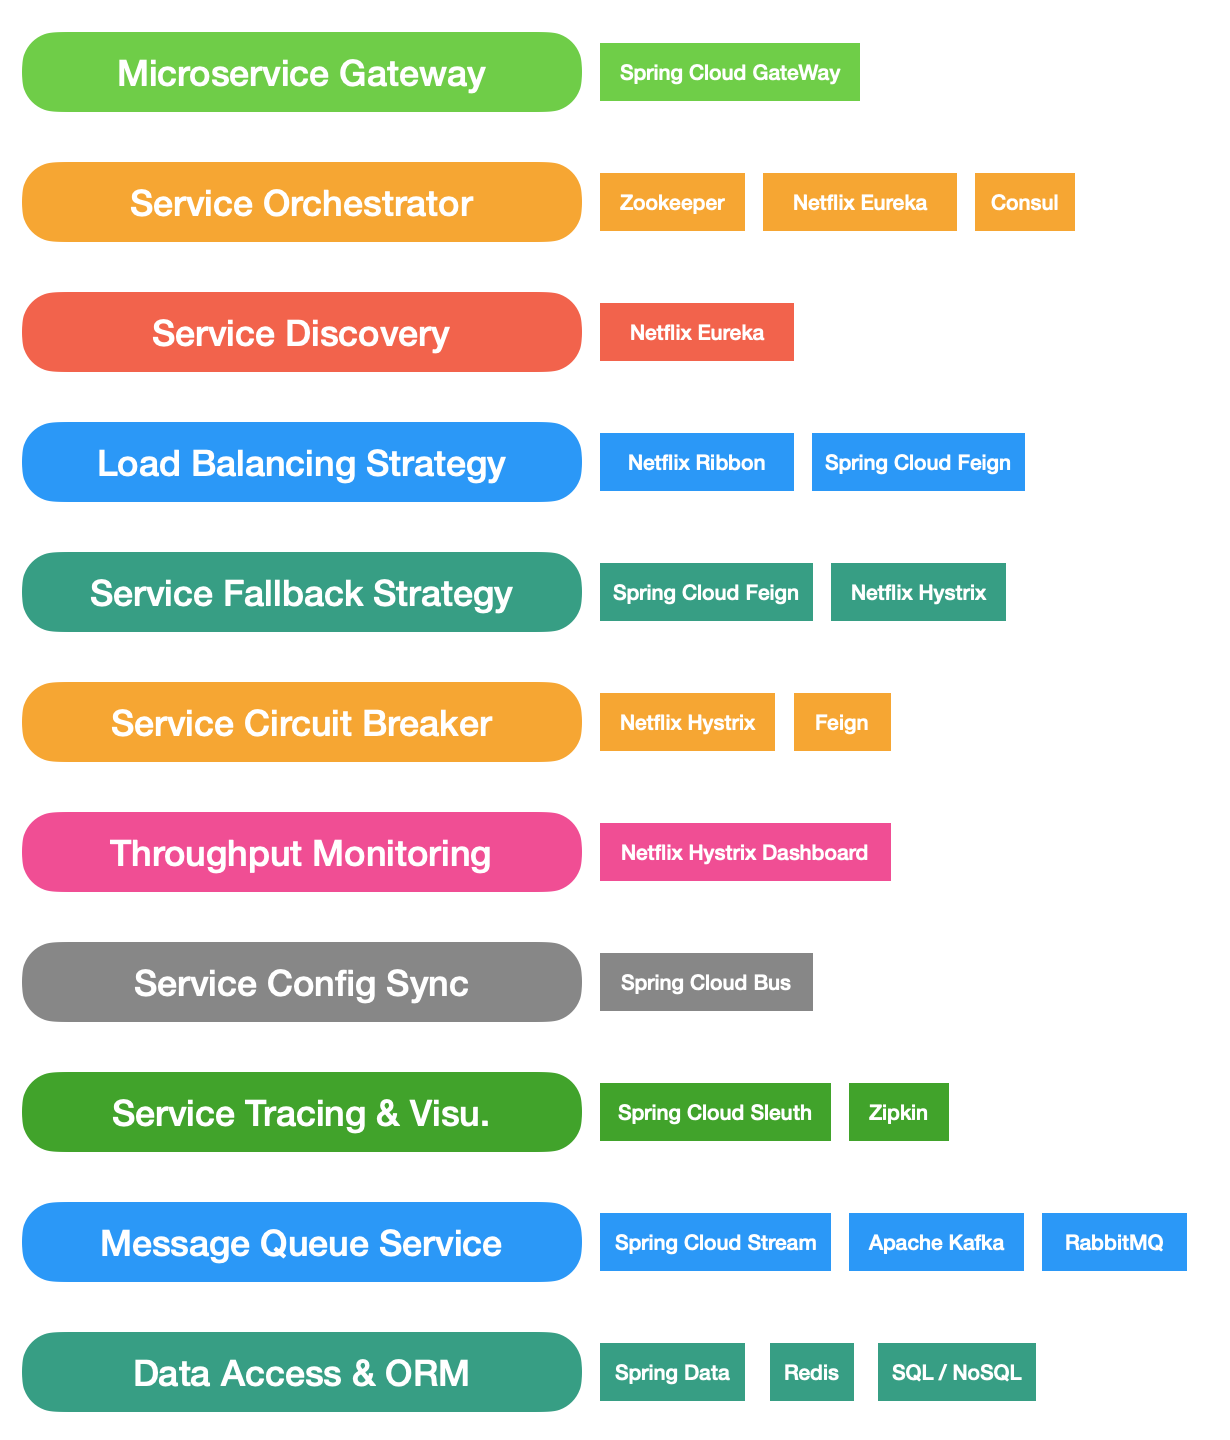 Microservice Gateway
Spring Cloud GateWay
Service Orchestrator
Zookeeper
Netflix Eureka
Consul
Service Discovery
Netflix Eureka
Load Balancing Strategy
Netflix Ribbon
Spring Cloud Feign
Service Fallback Strategy
Spring Cloud Feign
Netflix Hystrix
Service Circuit Breaker
Netflix Hystrix
Feign
Throughput Monitoring
Netflix Hystrix Dashboard
Service Config Sync
Spring Cloud Bus
Service Tracing & Visu.
Spring Cloud Sleuth
Zipkin
Message Queue Service
Spring Cloud Stream
Apache Kafka
RabbitMQ
Data Access & ORM
Spring Data
Redis
SQL / NoSQL